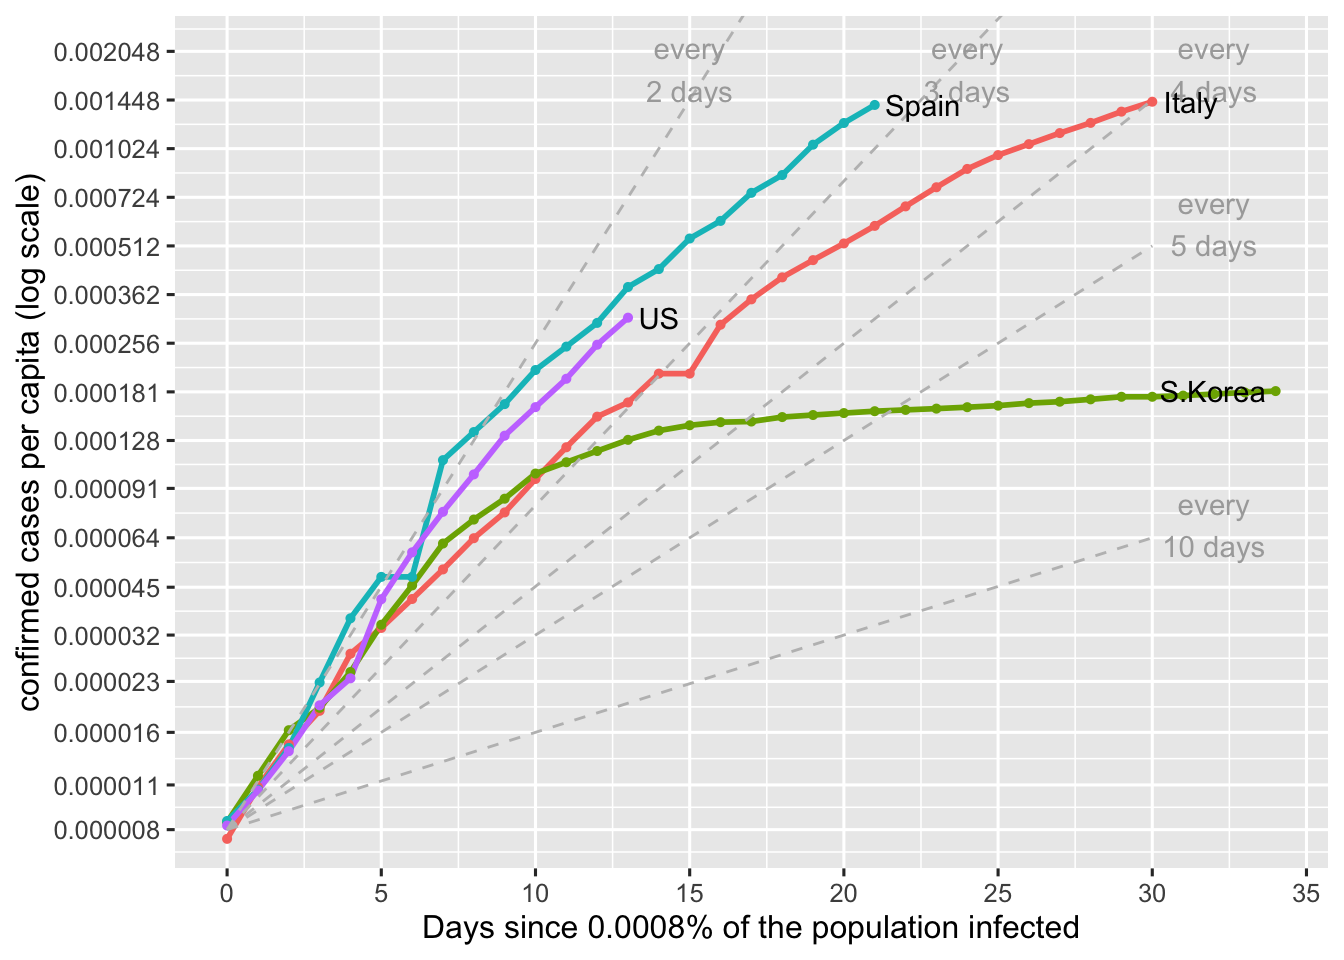 confirmed cases per capita (log scale)
0.002048
0.001448
0.001024
0.000724
0.000512
0.000362
0.000256
0.000181
0.000128
0.000091
0.000064
0.000045
0.000032
0.000023
0.000016
0.000011
0.000008
every
2 days
every
3 days
every
4 days
Spain
Italy
every
5 days
US
S.Korea
every
10 days
0 5 10 15 20 25 30 35
Days since 0.0008% of the population infected